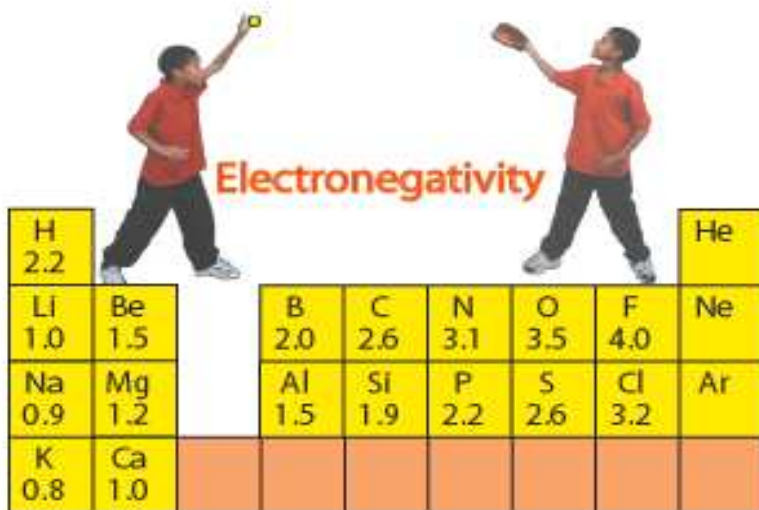 Electronegativity
H He
2.2
Li Be B C N O F Ne
1.0 1.5 2.0 2.6 3.1 3.5 4.0
Na Mg Al Si P S Cl Ar
0.9 1.2 1.5 1.9 2.2 2.6 3.2
K Ca
0.8 1.0